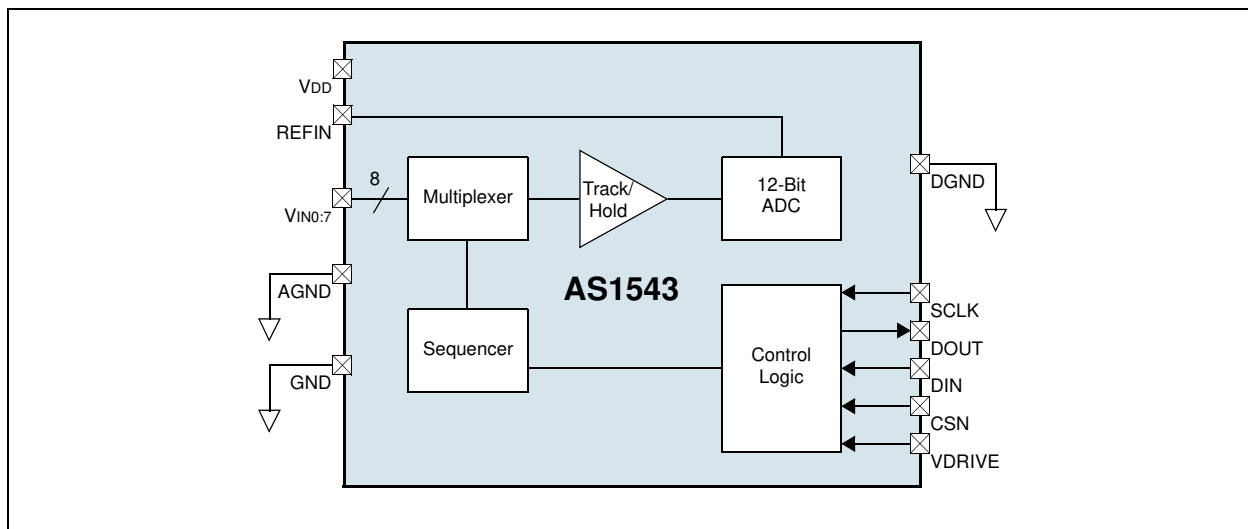 VDD
REFIN
8
VIN0:7
Multiplexer
Track/
Hold
12-Bit
ADC
DGND
AGND
AS1543
GND
Sequencer
Control
Logic
SCLK
DOUT
DIN
CSN
VDRIVE